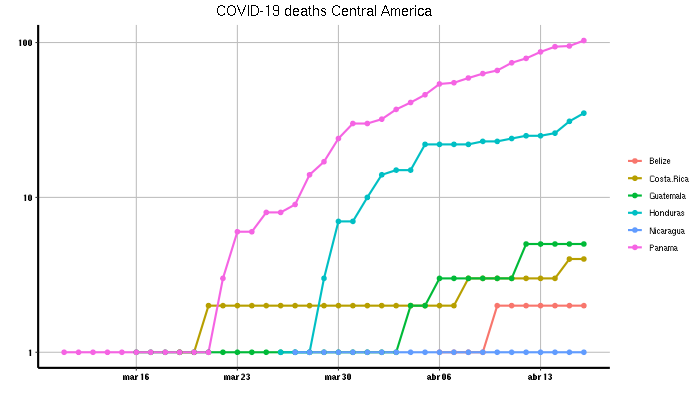 COVID-19 deaths Central America
100
10
1
mar 16 mar 23 mar 30 abr 06 abr 13
Belize
Costa.Rica
Guatemala
Honduras
Nicaragua
Panama